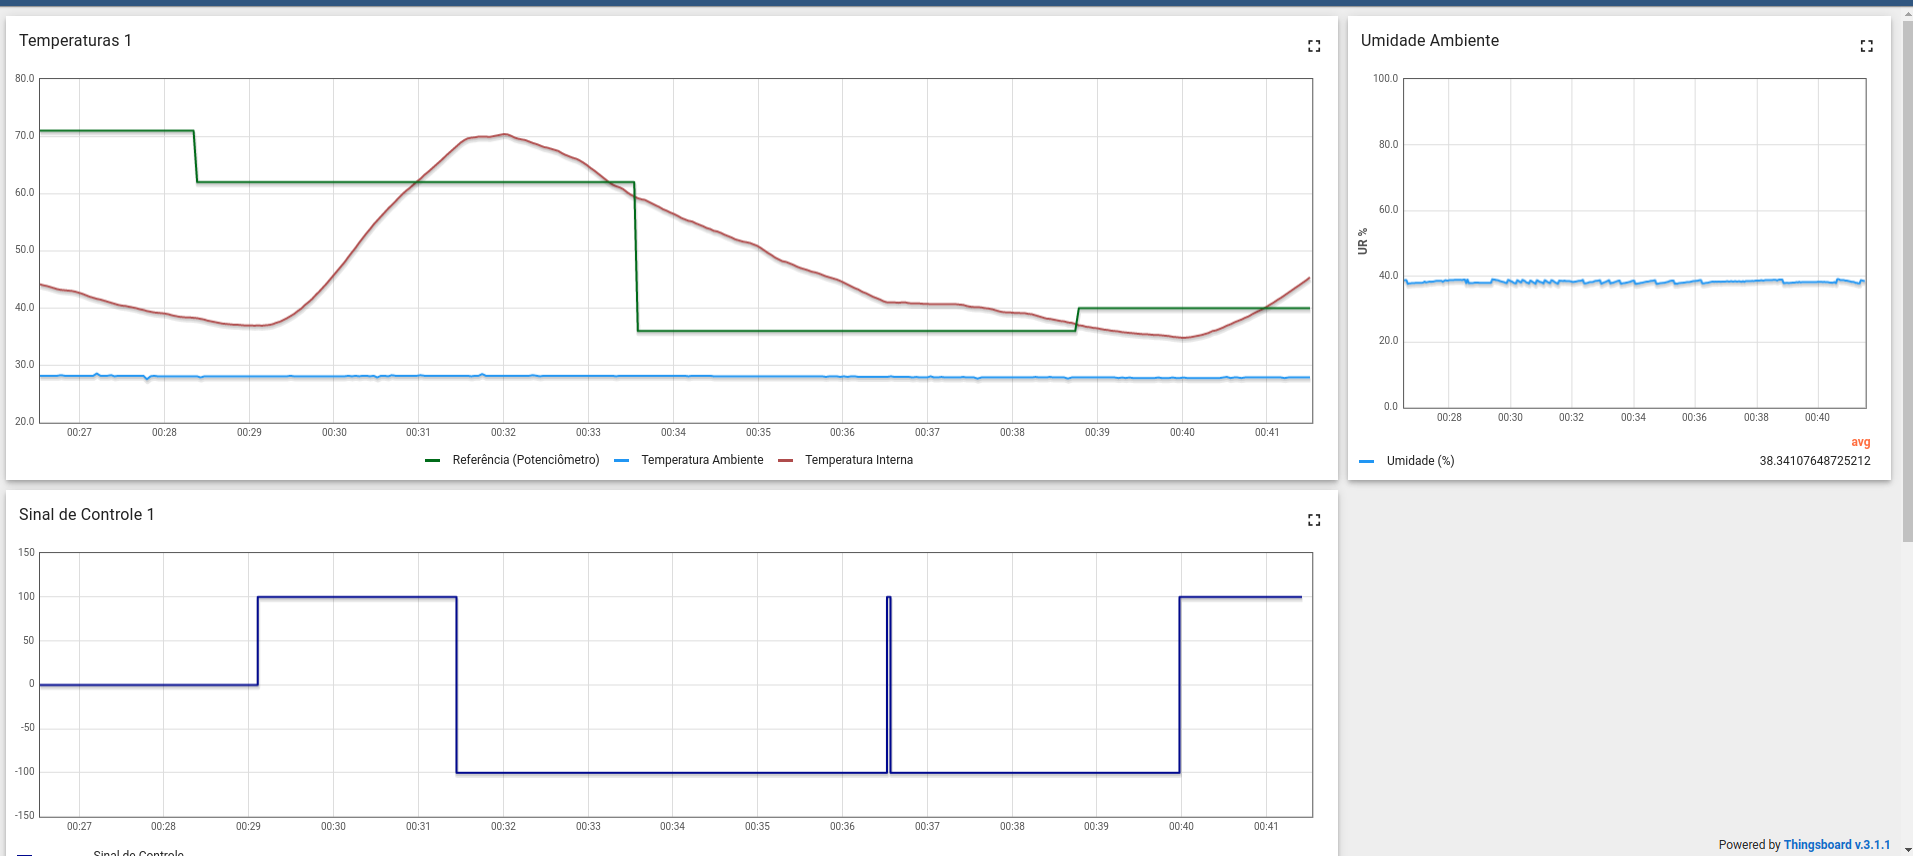 Temperaturas 1
80.0
70.0
60.0
50.0
40.0
30.0
20.0
00:27 00:28 00:29 00:30 00:31 00:32 00:33 00:34 00:35 00:36 00:37 00:38 00:39 00:40 00:41
Referência (Potenciômetro) Temperatura Ambiente Temperatura Interna
Umidade Ambiente
100.0
80.0
60.0
UR %
40.0
20.0
0.0
00:28 00:30 00:32 00:34 00:36 00:38 00:40
avg
Umidade (%) 38.34107648725212
Sinal de Controle 1
150
100
50
0
-50
-100
-150
00:27 00:28 00:29 00:30 00:31 00:32 00:33 00:34 00:35 00:36 00:37 00:38 00:39 00:40 00:41
Sinal de Controle
Powered by Thingsboard v.3.1.1